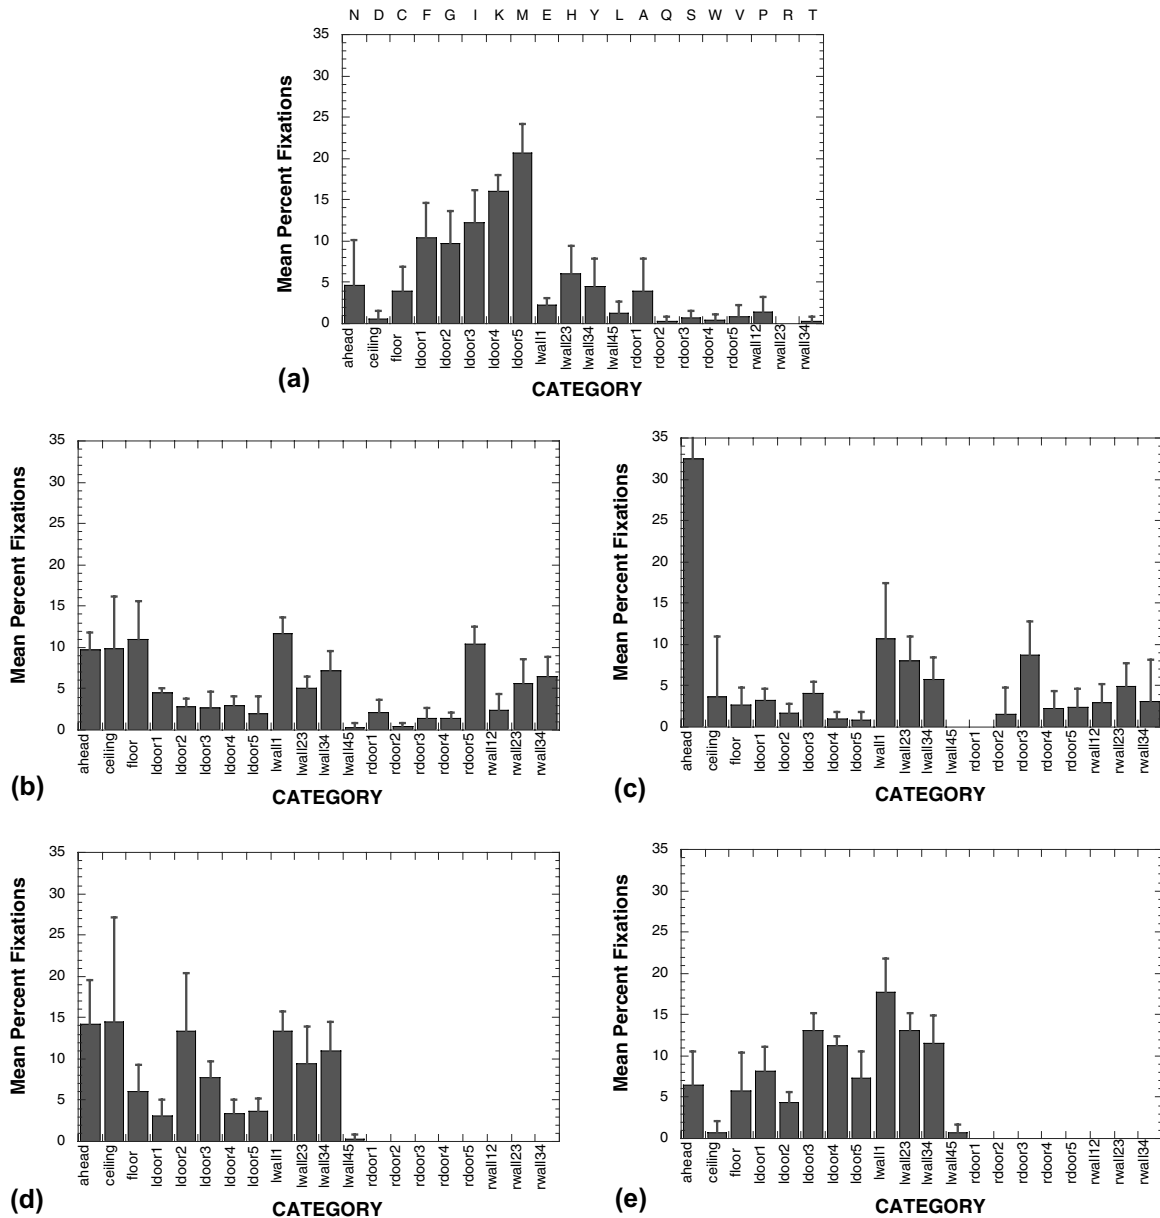 N D C F G I K M E H Y L A Q S W V P R T
35
30
25
20
15
10
5
0
Mean Percent Fixations
ahead ceiling floor ldoor1 ldoor2 ldoor3 ldoor4 ldoor5 lwall1 lwall23 lwall34 lwall45 rdoor1 rdoor2 rdoor3 rdoor4 rdoor5 rwall12 rwall23 rwall34
(a)
CATEGORY
35
30
25
20
15
10
5
0
Mean Percent Fixations
ahead ceiling floor ldoor1 ldoor2 ldoor3 ldoor4 ldoor5 lwall1 lwall23 lwall34 lwall45 rdoor1 rdoor2 rdoor3 rdoor4 rdoor5 rwall12 rwall23 rwall34
(b)
CATEGORY
35
30
25
20
15
10
5
0
Mean Percent Fixations
ahead ceiling floor ldoor1 ldoor2 ldoor3 ldoor4 ldoor5 lwall1 lwall23 lwall34 lwall45 rdoor1 rdoor2 rdoor3 rdoor4 rdoor5 rwall12 rwall23 rwall34
(c)
CATEGORY
35
30
25
20
15
10
5
0
Mean Percent Fixations
ahead ceiling floor ldoor1 ldoor2 ldoor3 ldoor4 ldoor5 lwall1 lwall23 lwall34 lwall45 rdoor1 rdoor2 rdoor3 rdoor4 rdoor5 rwall12 rwall23 rwall34
(d)
CATEGORY
35
30
25
20
15
10
5
0
Mean Percent Fixations
ahead ceiling floor ldoor1 ldoor2 ldoor3 ldoor4 ldoor5 lwall1 lwall23 lwall34 lwall45 rdoor1 rdoor2 rdoor3 rdoor4 rdoor5 rwall12 rwall23 rwall34
(e)
CATEGORY